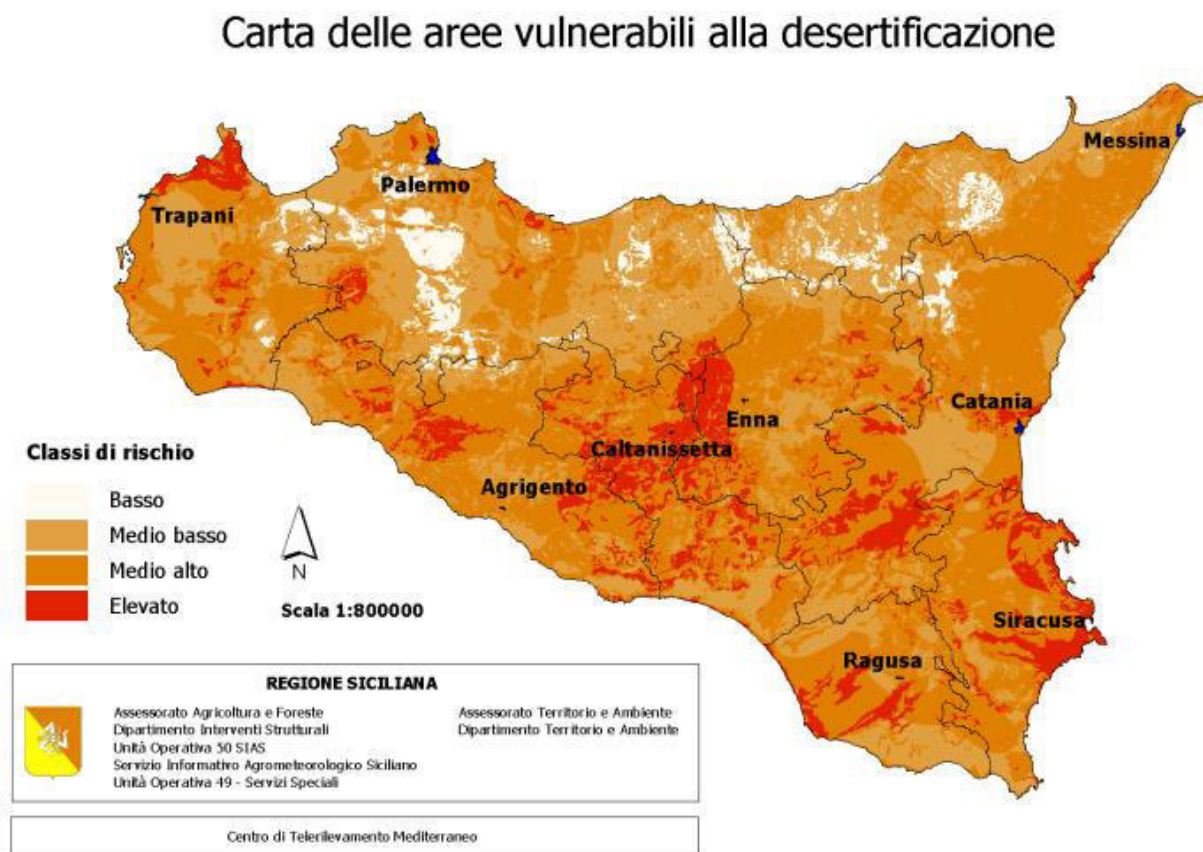 Carta delle aree vulnerabili alla desertificazione
Messina
Palermo
Trapani
Catania
Enna
Caltanissetta
Agrigento
Siracusa
Ragusa
Classi di rischio
Basso
Medio basso
Medio alto
Elevato
N
Scala 1:800000
REGIONE SICILIANA
Assessorato Agricoltura e Foreste
Dipartimento Interventi Strutturali
Unità Operativa 50 SIAS
Servizio Informativo Agrometeorologico Siciliano
Unità Operativa 49 - Servizi Speciali
Assessorato Territorio e Ambiente
Dipartimento Territorio e Ambiente
Centro di Telerilevamento Mediterraneo